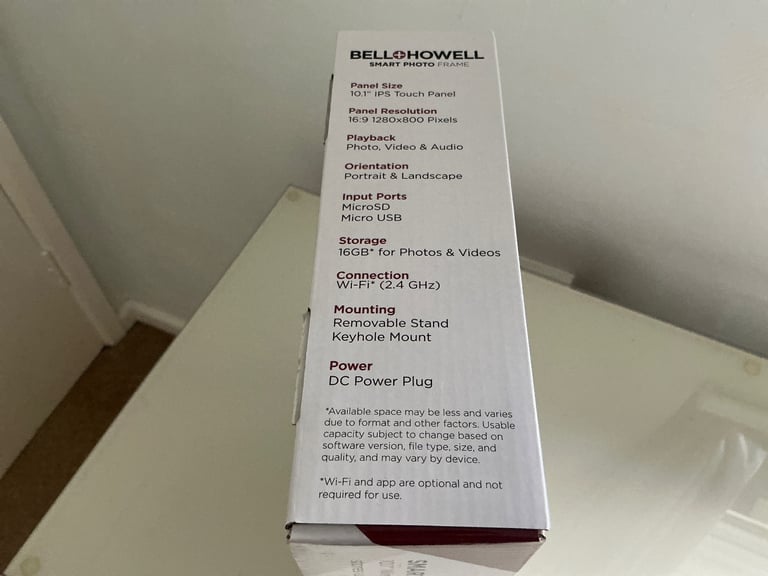 BELL+HOWELL
SMART PHOTO FRAME
Panel Size
10.1" IPS Touch Panel
Panel Resolution
16:9 1280x800 Pixels
Playback
Photo, Video & Audio
Orientation
Portrait & Landscape
Input Ports
MicroSD
Micro USB
Storage
16GB* for Photos & Videos
Connection
Wi-Fi* (2.4 GHz)
Mounting
Removable Stand
Keyhole Mount
Power
DC Power Plug
*Available space may be less and varies
due to format and other factors. Usable
capacity subject to change based on
software version, file type, size, and
quality, and may vary by device.
*Wi-Fi and app are optional and not
required for use.